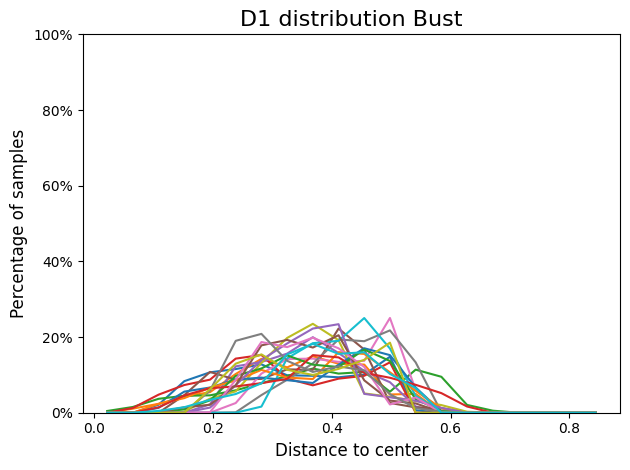 D1 distribution Bust
100%
80%
60%
40%
20%
0%
Percentage of samples
0.0 0.2 0.4 0.6 0.8
Distance to center